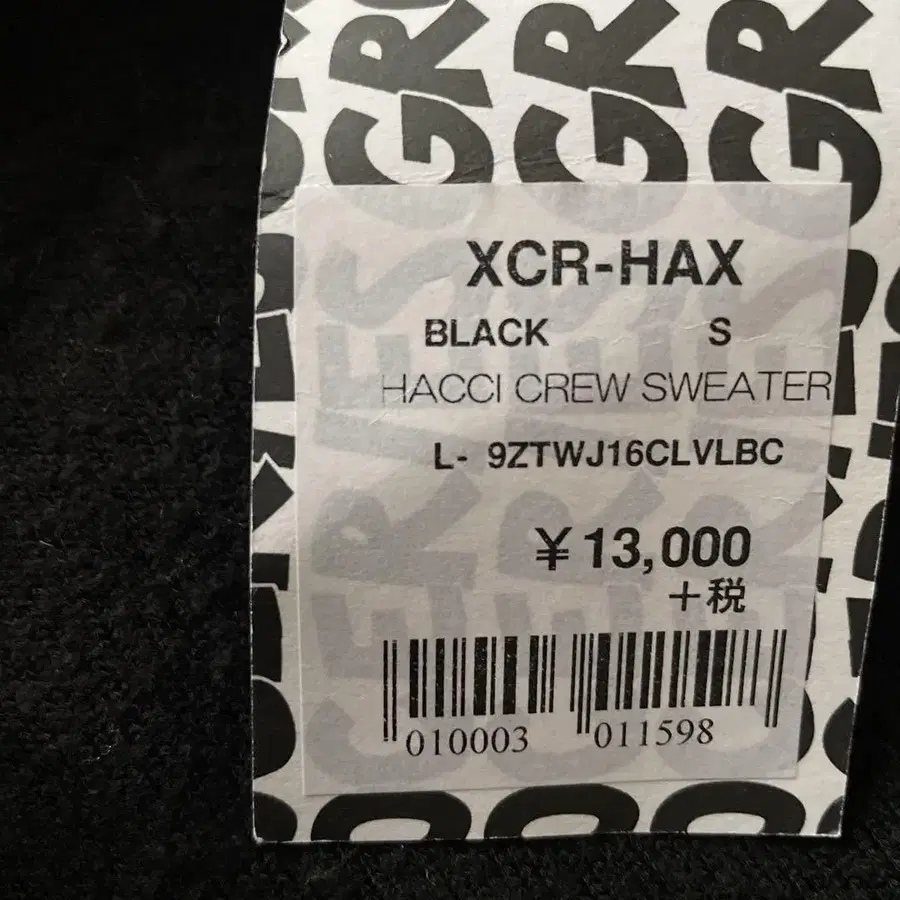 XCR-HAX
BLACK S
HACCI CREW SWEATER
L- 9ZTWJ16CLVLBC
¥13,000
+税
010003 011598